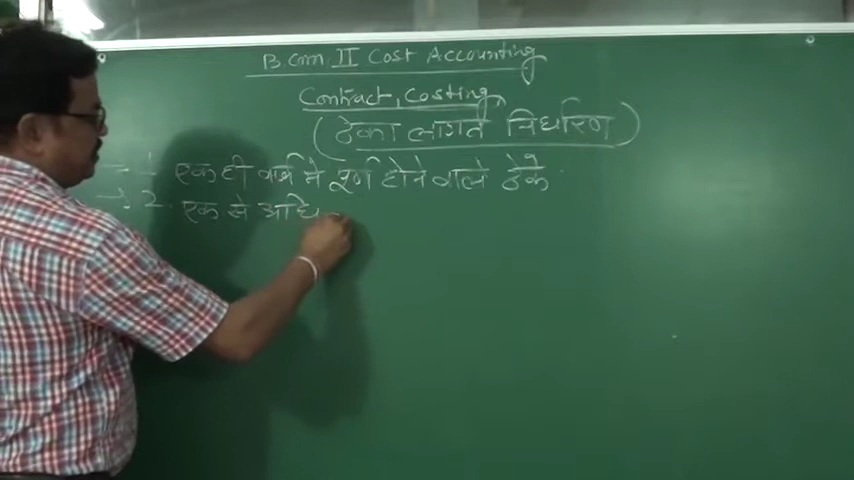 B.Com. II Cost Accounting
Contract, Costing
(ठेका लागत निर्धारण)
→ 1 एक ही वर्ष मे पूर्ण होने वाले ठेके
→ 2. एक से अधि